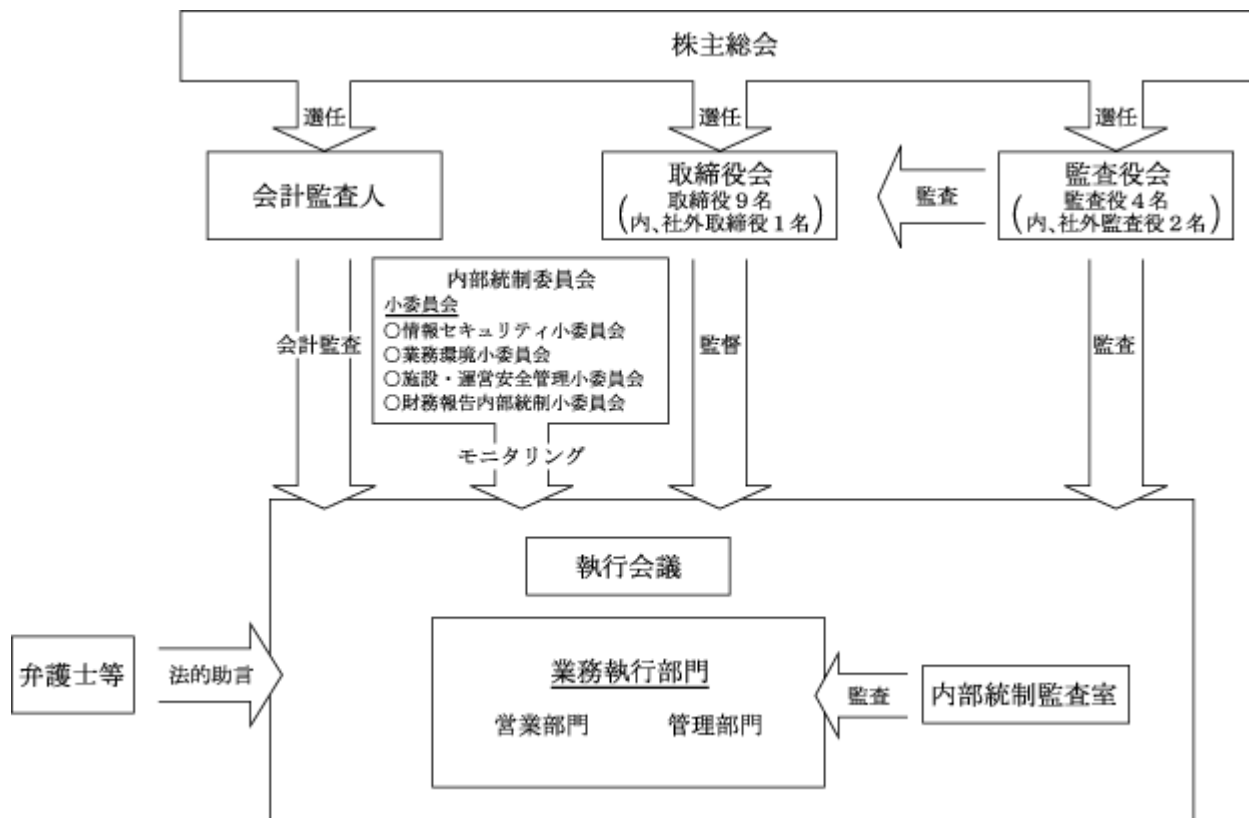 株主総会
選任
選任
選任
会計監査人
取締役会
取締役9名
(内、社外取締役1名)
監査
監査役会
監査役4名
(内、社外監査役2名)
内部統制委員会
小委員会
○情報セキュリティ小委員会
○業務環境小委員会
○施設・運営安全管理小委員会
○財務報告内部統制小委員会
会計監査
監督
監査
モニタリング
執行会議
弁護士等
法的助言
業務執行部門
営業部門 管理部門
監査
内部統制監査室